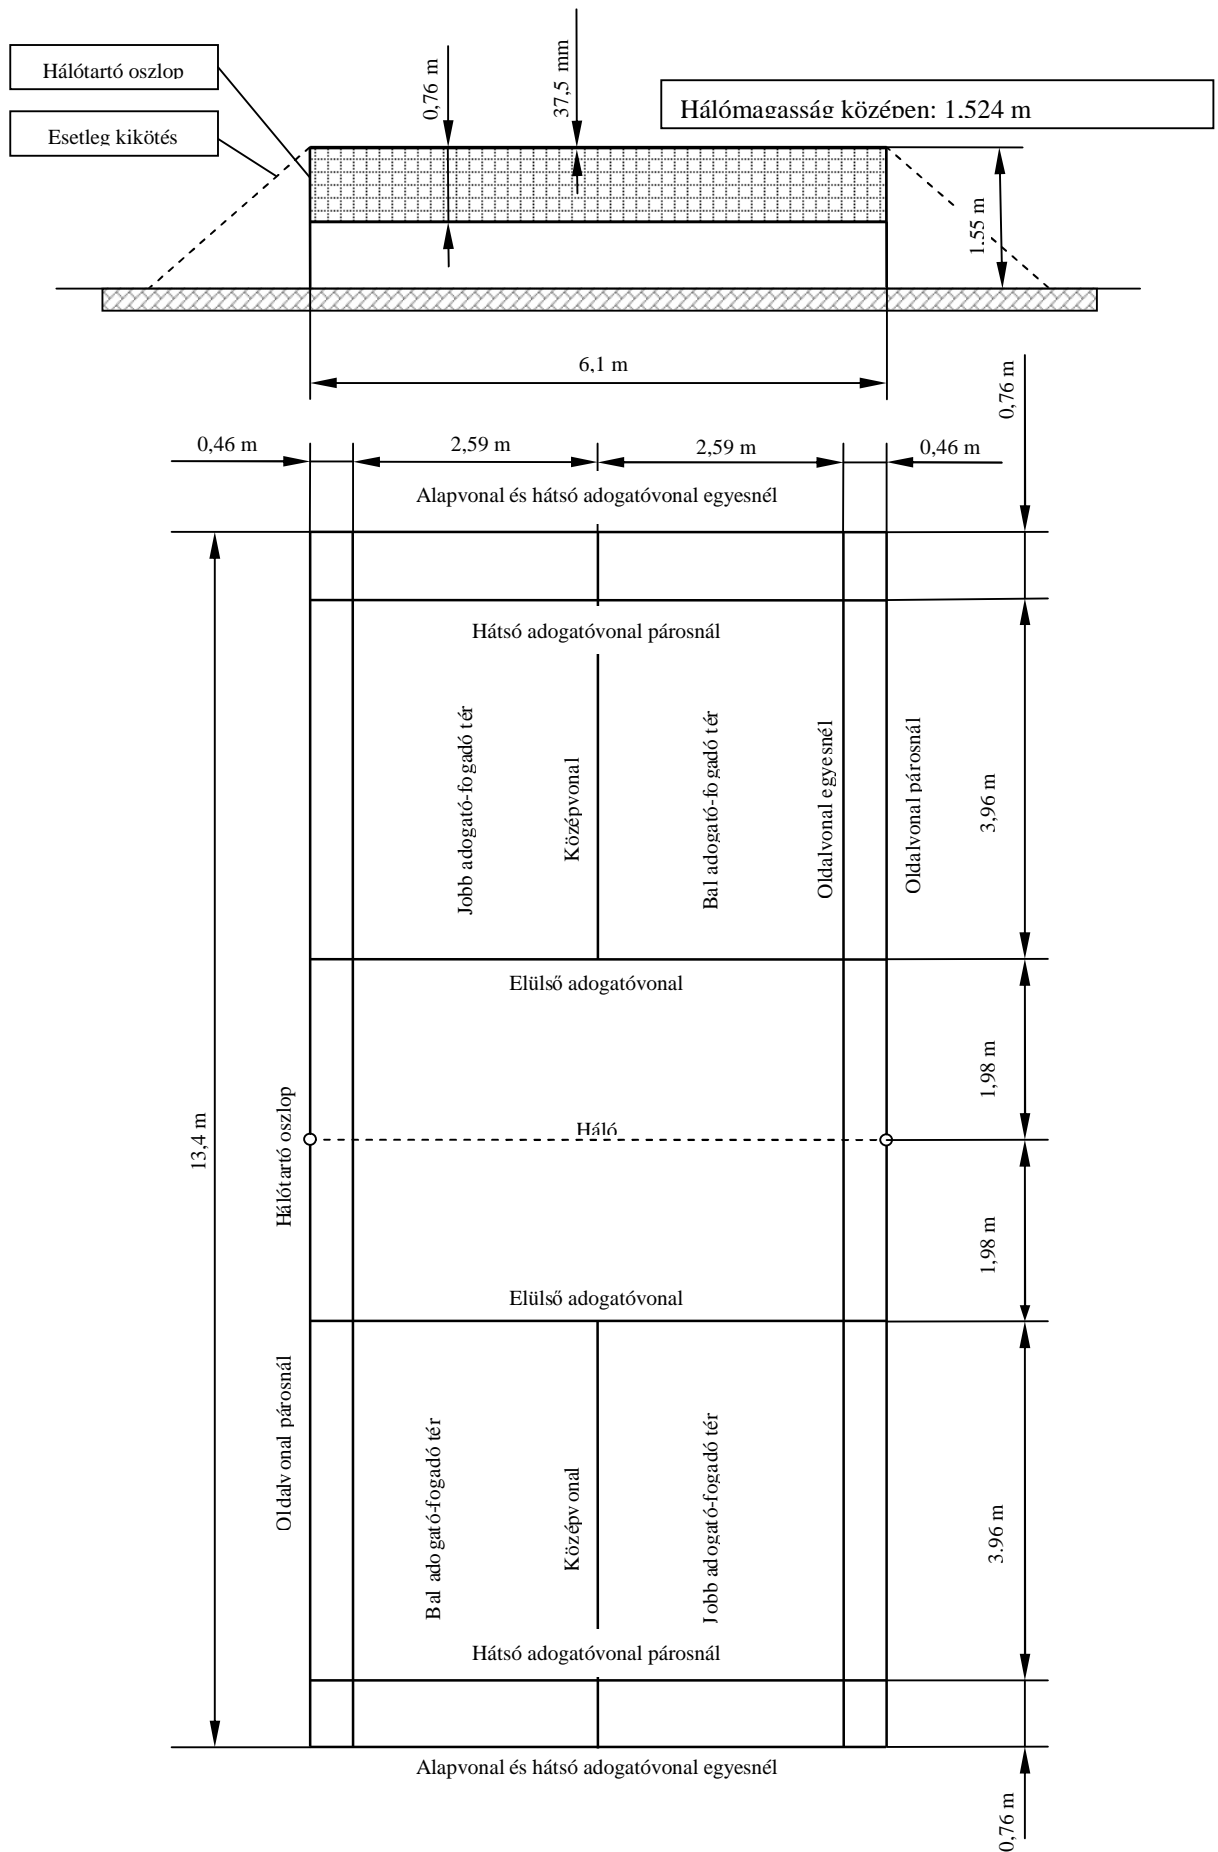 Hálótartó oszlop
Esetleg kikötés
0,76 m
37,5 mm
Hálómagasság középen: 1.524 m
1.55 m
6,1 m
0,76 m
0,46 m
2,59 m
2,59 m
0,46 m
Alapvonal és hátsó adogatóvonal egyesnél
Hátsó adogatóvonal párosnál
Jobb adogató-fogadó tér
Középvonal
Bal adogató-fogadó tér
Oldalvonal egyesnél
Oldalvonal párosnál
3,96 m
Elülső adogatóvonal
1,98 m
13,4 m
Hálótartó oszlop
Háló
1,98 m
Elülső adogatóvonal
Oldalvonal párosnál
Bal adogató-fogadó tér
Középvonal
Jobb adogató-fogadó tér
3.96 m
Hátsó adogatóvonal párosnál
Alapvonal és hátsó adogatóvonal egyesnél
0,76 m